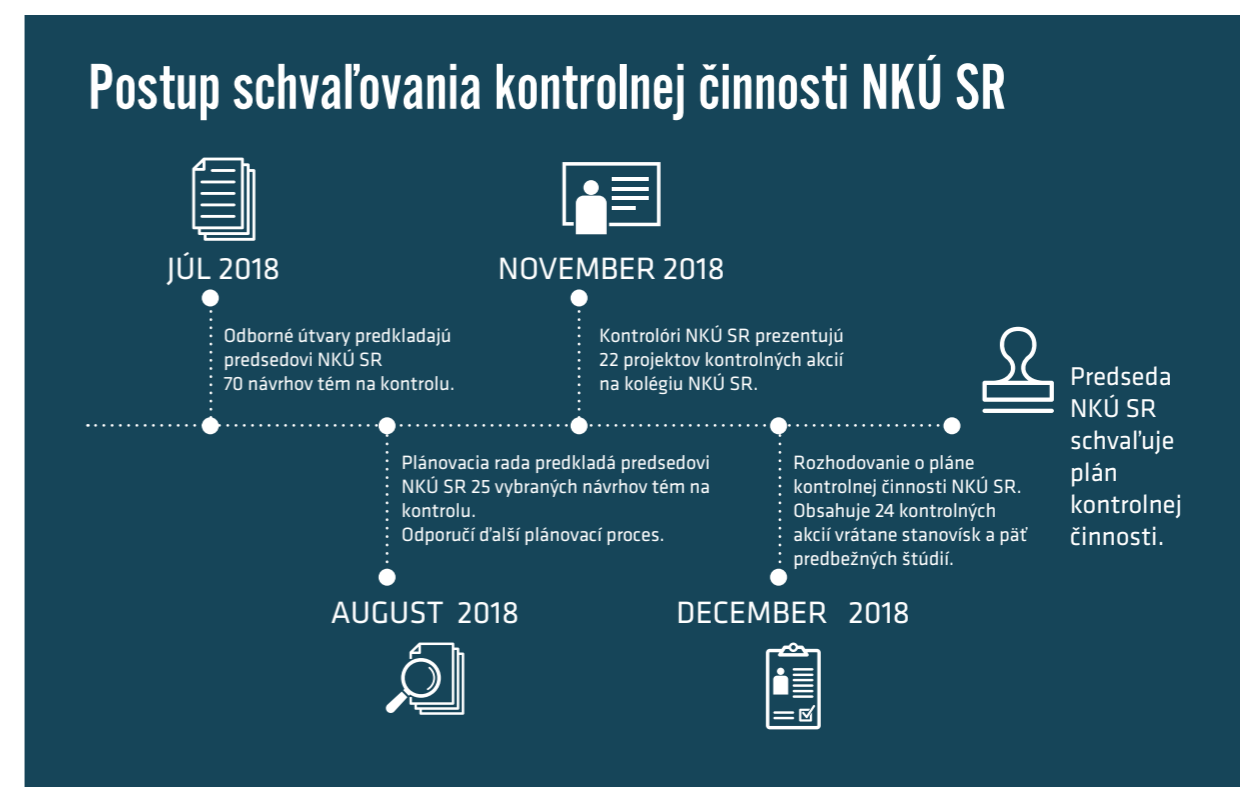 Postup schvaľovania kontrolnej činnosti NKÚ SR
JÚL 2018
Odborné útvary predkladajú
predsedovi NKÚ SR
70 návrhov tém na kontrolu.
AUGUST 2018
Plánovacia rada predkladá predsedovi
NKÚ SR 25 vybraných návrhov tém na
kontrolu.
Odporučí ďalší plánovací proces.
NOVEMBER 2018
Kontrolóri NKÚ SR prezentujú
22 projektov kontrolných akcií
na kolégiu NKÚ SR.
DECEMBER 2018
Rozhodovanie o pláne
kontrolnej činnosti NKÚ SR.
Obsahuje 24 kontrolných
akcií vrátane stanovísk a päť
predbežných štúdií.
Predseda
NKÚ SR
schvaľuje
plán
kontrolnej
činnosti.